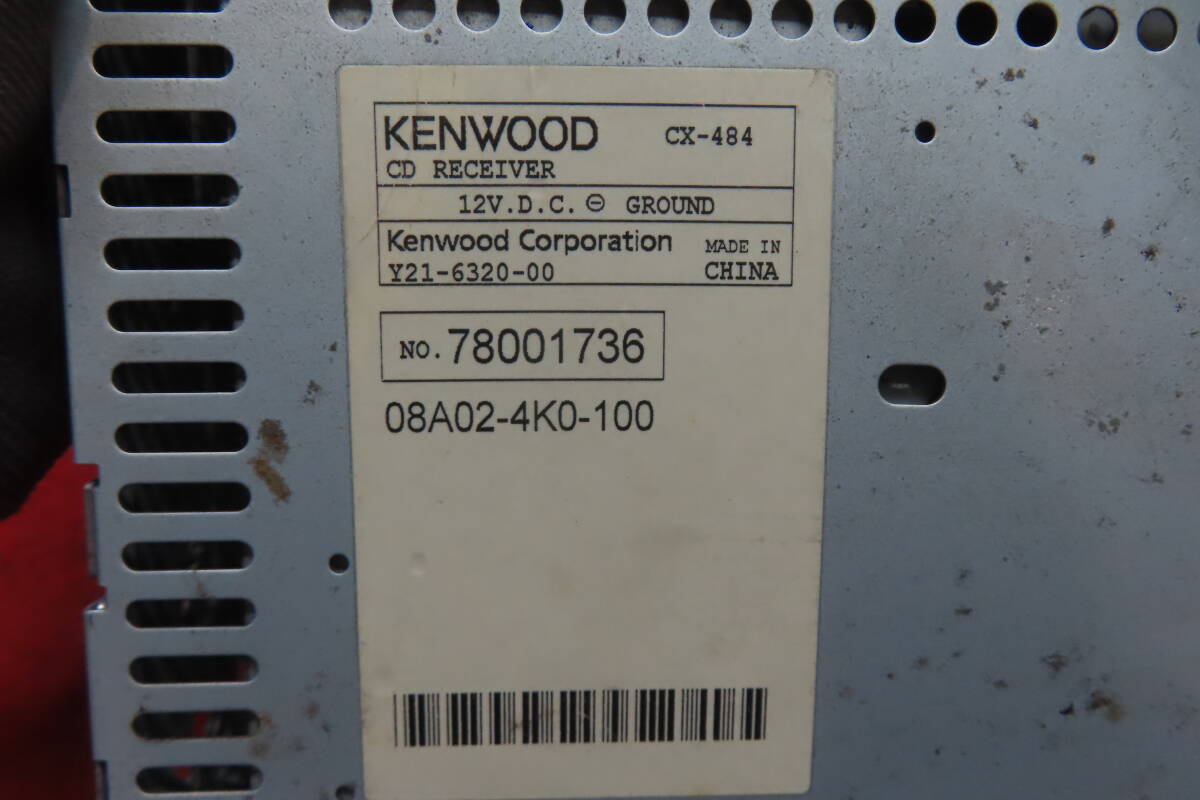 KENWOOD CX-484
CD RECEIVER
12V.D.C. ⊖ GROUND
Kenwood Corporation MADE IN
Y21-6320-00 CHINA
NO. 78001736
08A02-4K0-100